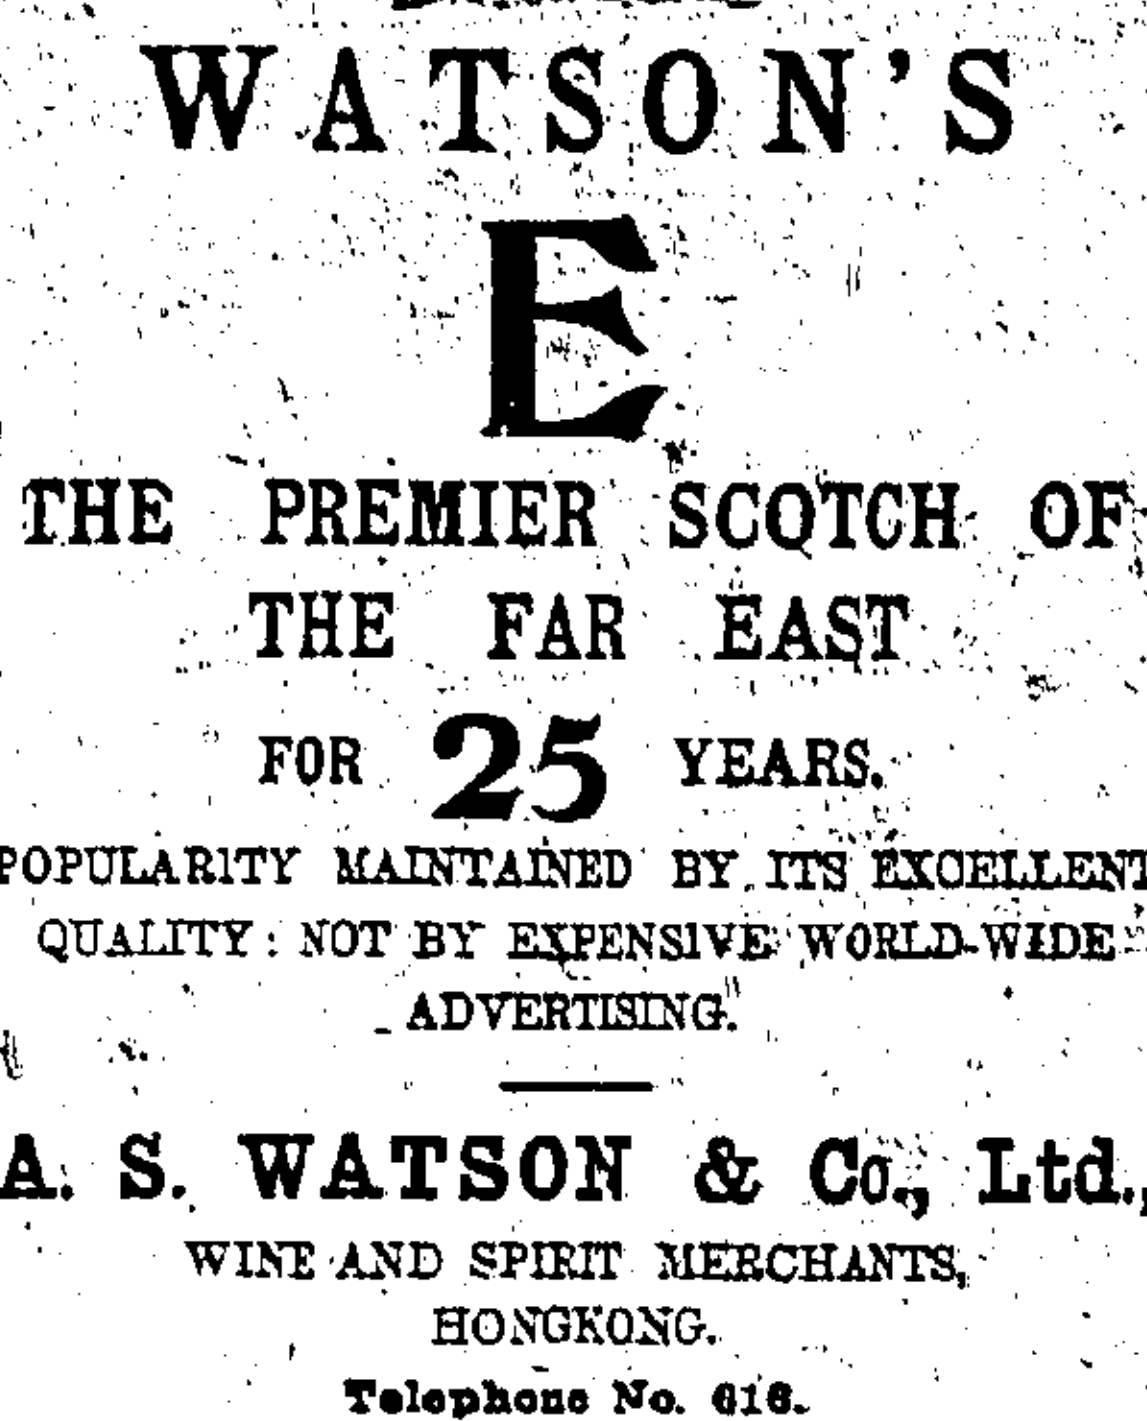 WATSON'S
E
THE PREMIER SCOTCH OF
THE FAR EAST
FOR 25 YEARS.
POPULARITY MAINTAINED BY ITS EXCELLENT
QUALITY: NOT BY EXPENSIVE WORLD-WIDE
ADVERTISING.
A. S. WATSON & Co., Ltd.,
WINE AND SPIRIT MERCHANTS,
HONGKONG.
Telephone No. 616.